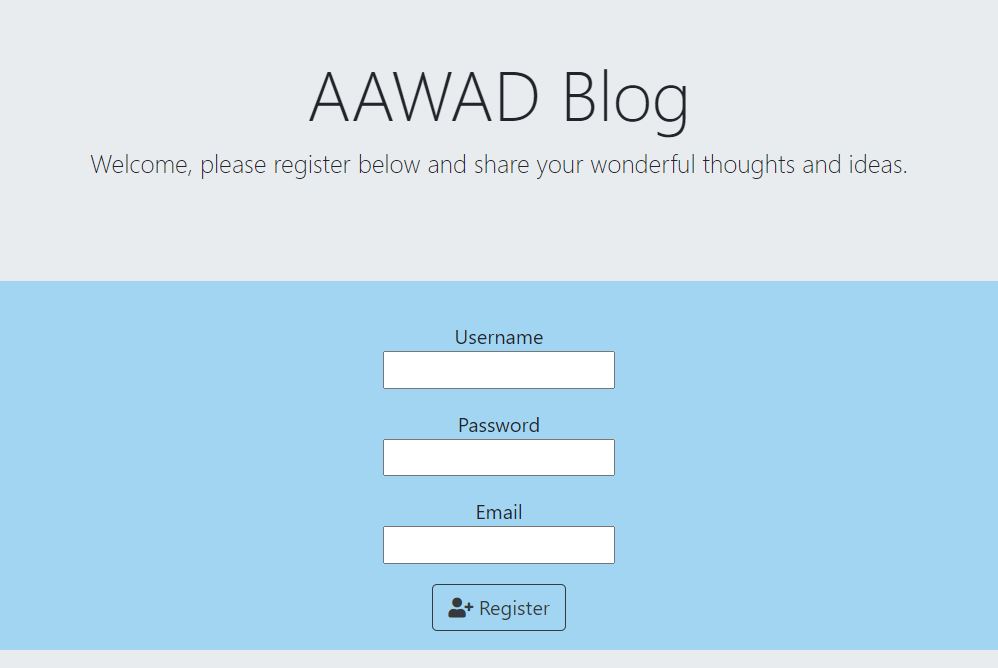 AAWAD Blog
Welcome, please register below and share your wonderful thoughts and ideas.
Username
Password
Email
Register